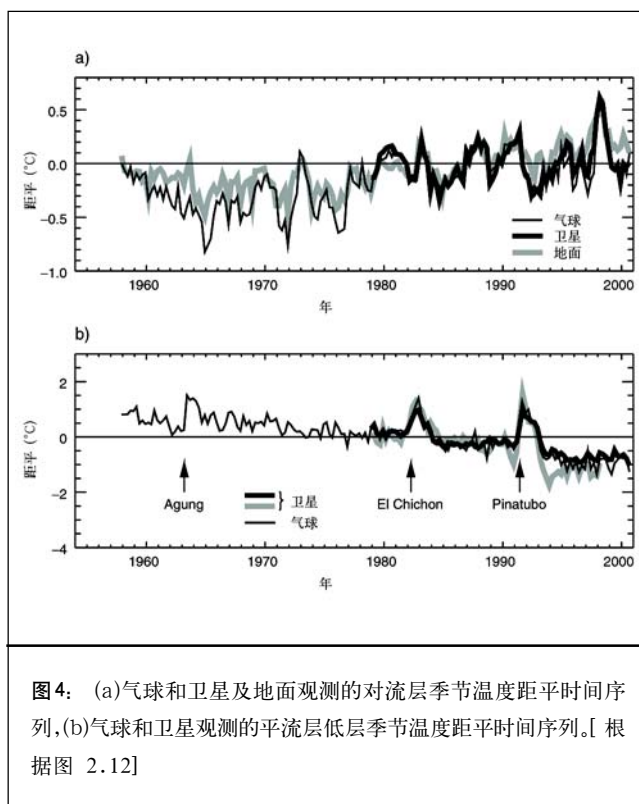 a)
0.5
0.0
−0.5
−1.0
距平 (°C)
气球
卫星
地面
1960
1970
1980
1990
2000
年
b)
2
0
−2
−4
距平 (°C)
Agung
卫星
气球
El Chichon
Pinatubo
1960
1970
1980
1990
2000
年
图4: (a)气球和卫星及地面观测的对流层季节温度距平时间序
列,(b)气球和卫星观测的平流层低层季节温度距平时间序列。[ 根
据图 2.12]